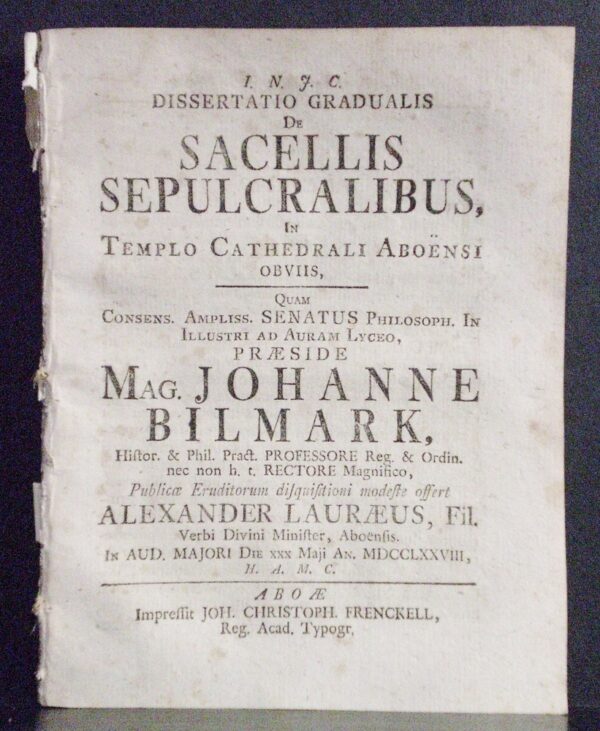 I. N. J. C.
DISSERTATIO GRADUALIS
DE
SACELLIS
SEPULCRALIBUS,
IN
TEMPLO CATHEDRALI ABOËNSI
OBVIIS,
QUAM
CONSENS. AMPLISS. SENATUS PHILOSOPH. IN
ILLUSTRI AD AURAM LYCEO,
PRÆSIDE
MAG. JOHANNE
BILMARK,
Hiſtor. & Phil. Pract. PROFESSORE Reg. & Ordin.
nec non h. t. RECTORE Magnifico,
Publicæ Eruditorum diſquiſitioni modeſte offert
ALEXANDER LAURÆUS, Fil.
Verbi Divini Miniſter, Aboënſis.
IN AUD. MAJORI DIE XXX Maji AN. MDCCLXXVIII,
H. A. M. C.
ABOÆ
Impreſſit JOH. CHRISTOPH. FRENCKELL,
Reg. Acad. Typogr.